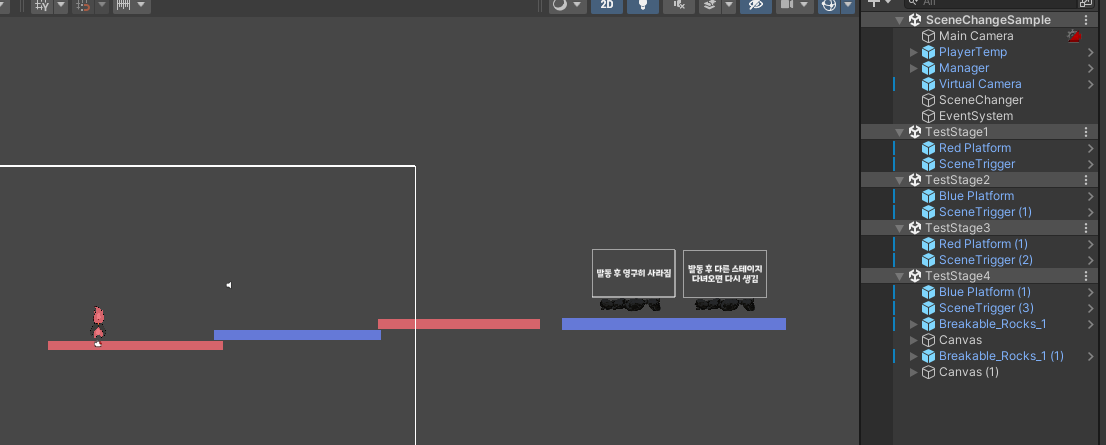 2D
All
SceneChangeSample
Main Camera
PlayerTemp
Manager
Virtual Camera
SceneChanger
EventSystem
TestStage1
Red Platform
SceneTrigger
TestStage2
Blue Platform
SceneTrigger (1)
TestStage3
Red Platform (1)
SceneTrigger (2)
TestStage4
Blue Platform (1)
SceneTrigger (3)
Breakable_Rocks_1
Canvas
Breakable_Rocks_1 (1)
Canvas (1)
발동 후 영구히 사라짐
발동 후 다른 스테이지
다녀오면 다시 생김